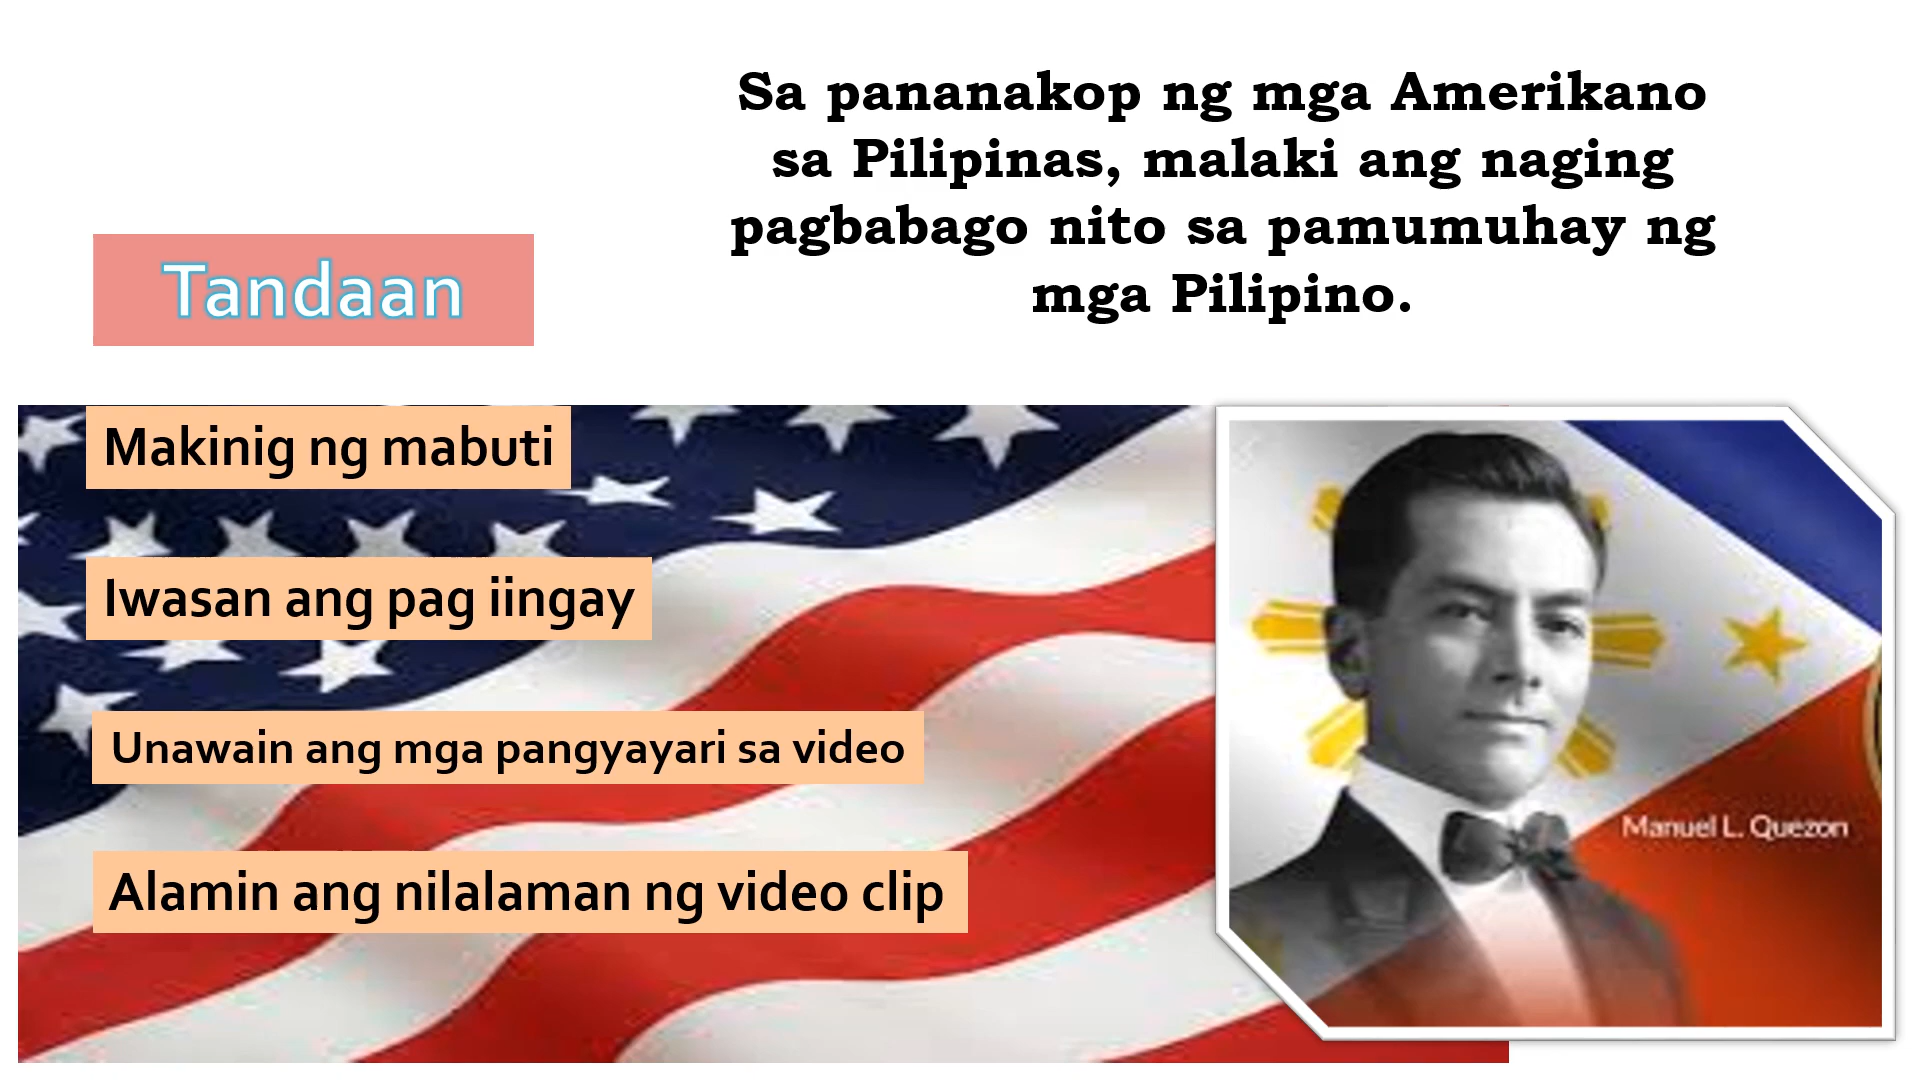 Sa pananakop ng mga Amerikano
sa Pilipinas, malaki ang naging
pagbabago nito sa pamumuhay ng
mga Pilipino.
Tandaan
Makinig ng mabuti
Iwasan ang pag iingay
Unawain ang mga pangyayari sa video
Alamin ang nilalaman ng video clip
Manuel L. Quezon